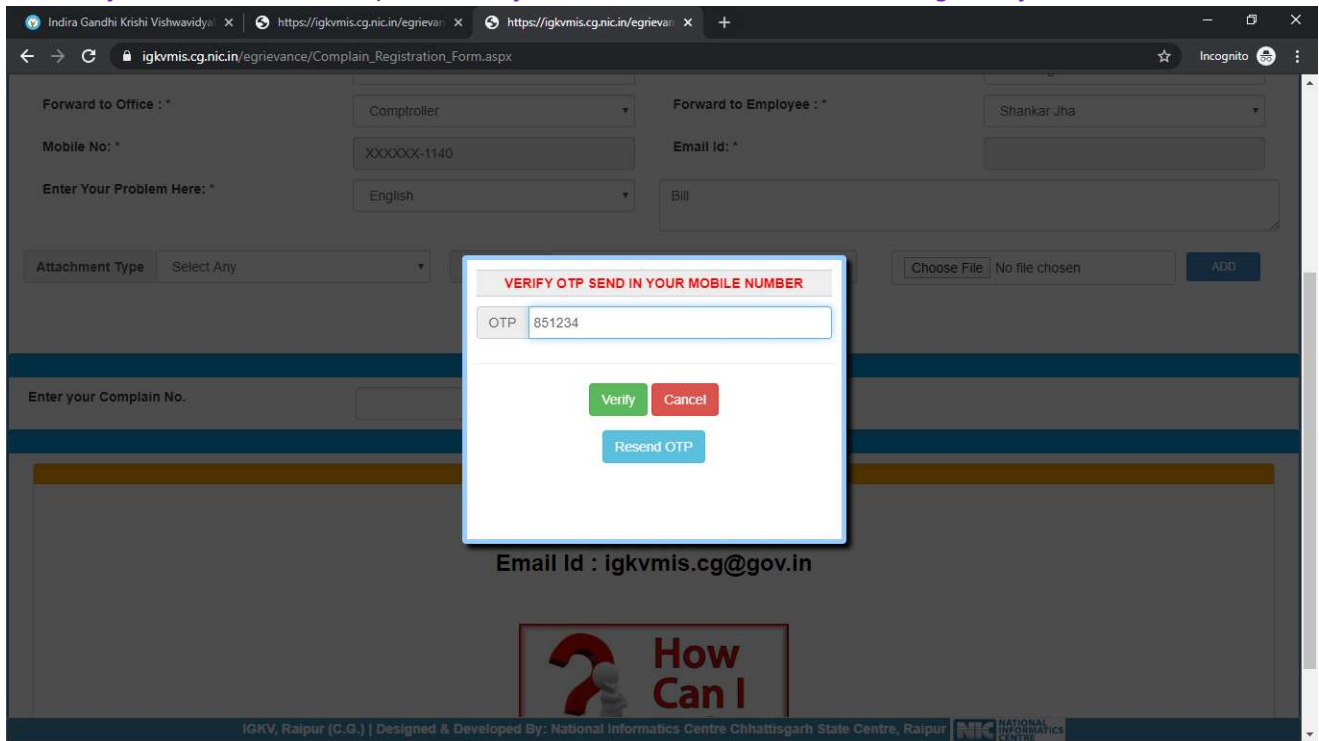 Indira Gandhi Krishi Vishwavidya
https://igkvmis.cg.nic.in/egrievan
https://igkvmis.cg.nic.in/egrievan
igkvmis.cg.nic.in/egrievance/Complain_Registration_Form.aspx
Incognito
Forward to Office : * Comptroller Forward to Employee : * Shankar Jha
Mobile No: * XXXXXX-1140 Email Id: *
Enter Your Problem Here: * English Bill
Attachment Type Select Any Choose File No file chosen ADD
VERIFY OTP SEND IN YOUR MOBILE NUMBER
OTP 851234
Enter your Complain No.
Verify Cancel
Resend OTP
Email Id : igkvmis.cg@gov.in
How
Can I
IGKV, Raipur (C.G.) | Designed & Developed By: National Informatics Centre Chhattisgarh State Centre, Raipur NIC NATIONAL
INFORMATICS
CENTRE